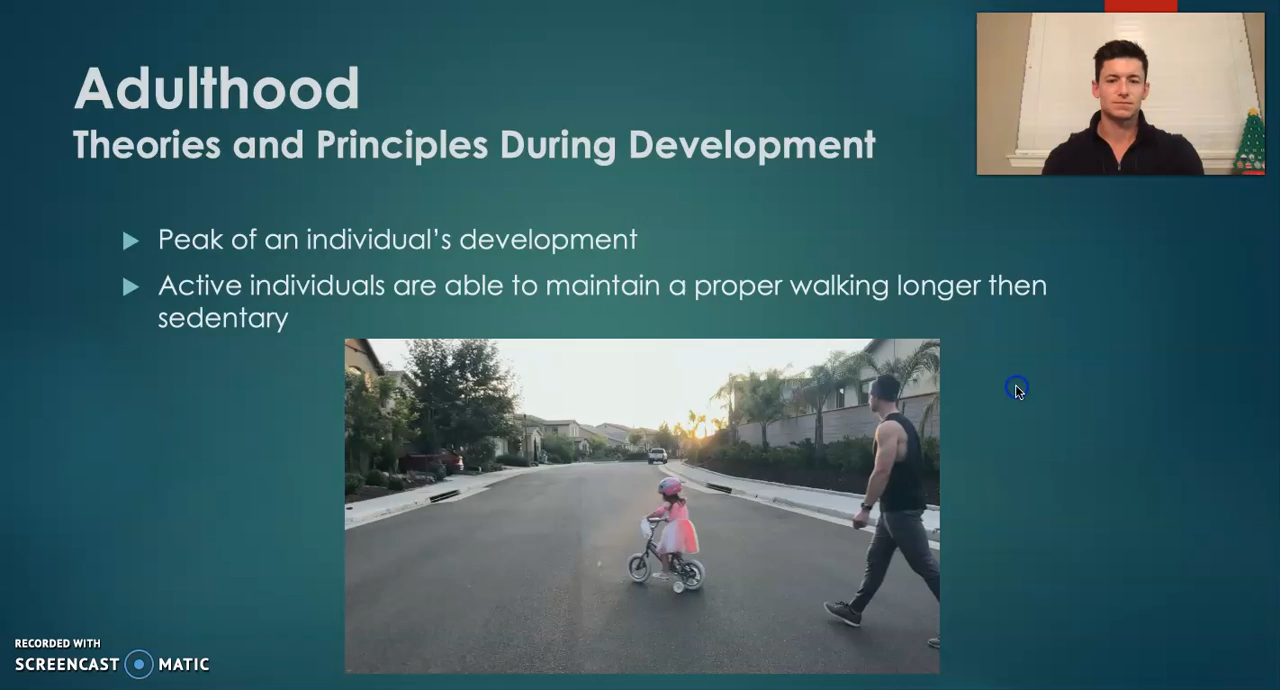 Adulthood
Theories and Principles During Development
Peak of an individual’s development
Active individuals are able to maintain a proper walking longer then
sedentary
RECORDED WITH
SCREENCAST MATIC